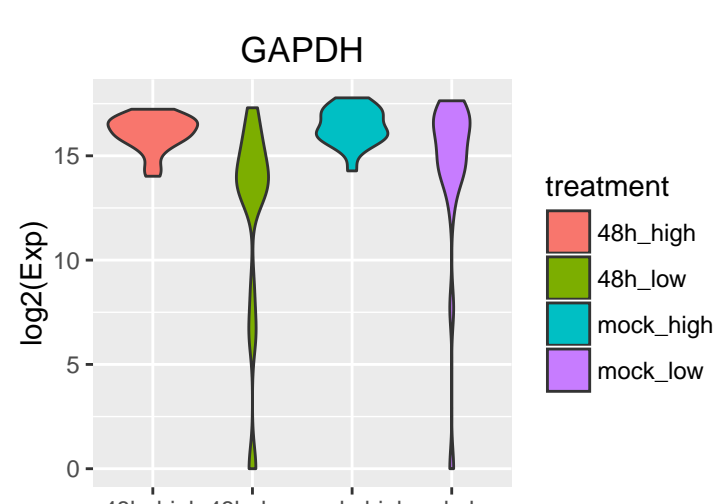 GAPDH
15
10
5
0
log2(Exp)
treatment
48h_high
48h_low
mock_high
mock_low